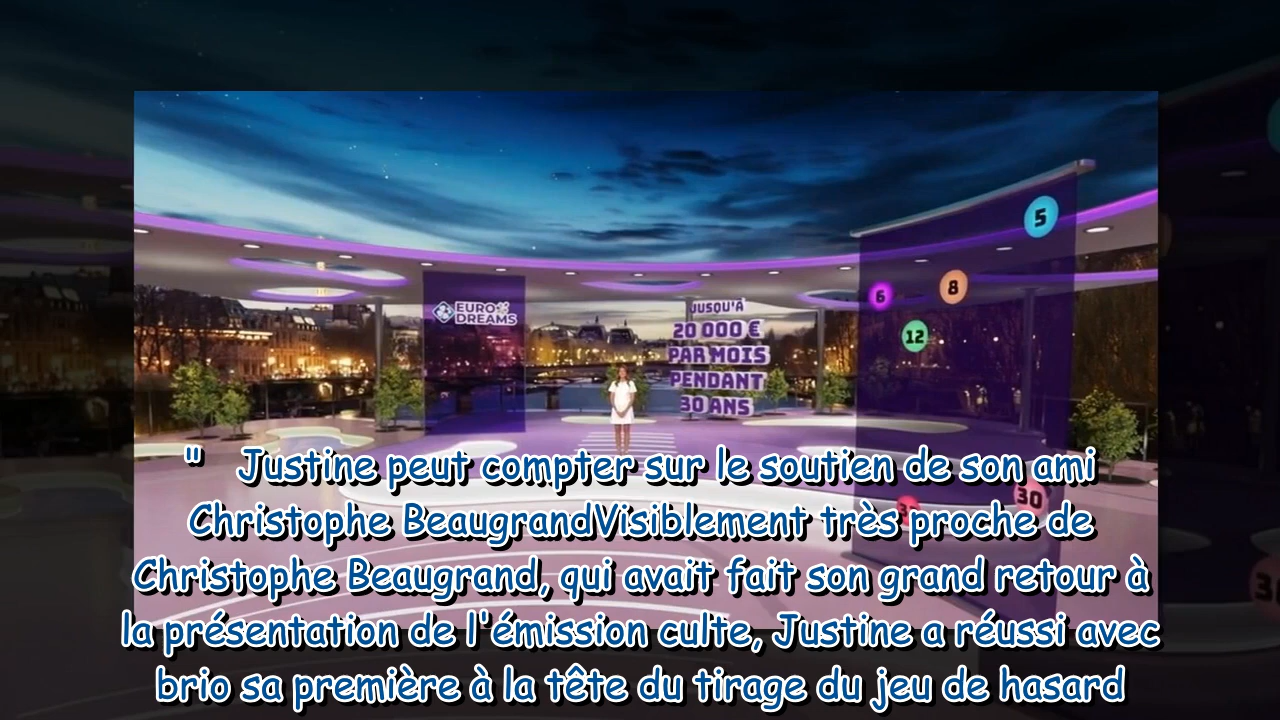 5
6
8
12
EURO
DREAMS
JUSQU'À
20 000 €
PAR MOIS
PENDANT
30 ANS
30
" Justine peut compter sur le soutien de son ami
Christophe BeaugrandVisiblement très proche de
Christophe Beaugrand, qui avait fait son grand retour à
la présentation de l'émission culte, Justine a réussi avec
brio sa première à la tête du tirage du jeu de hasard